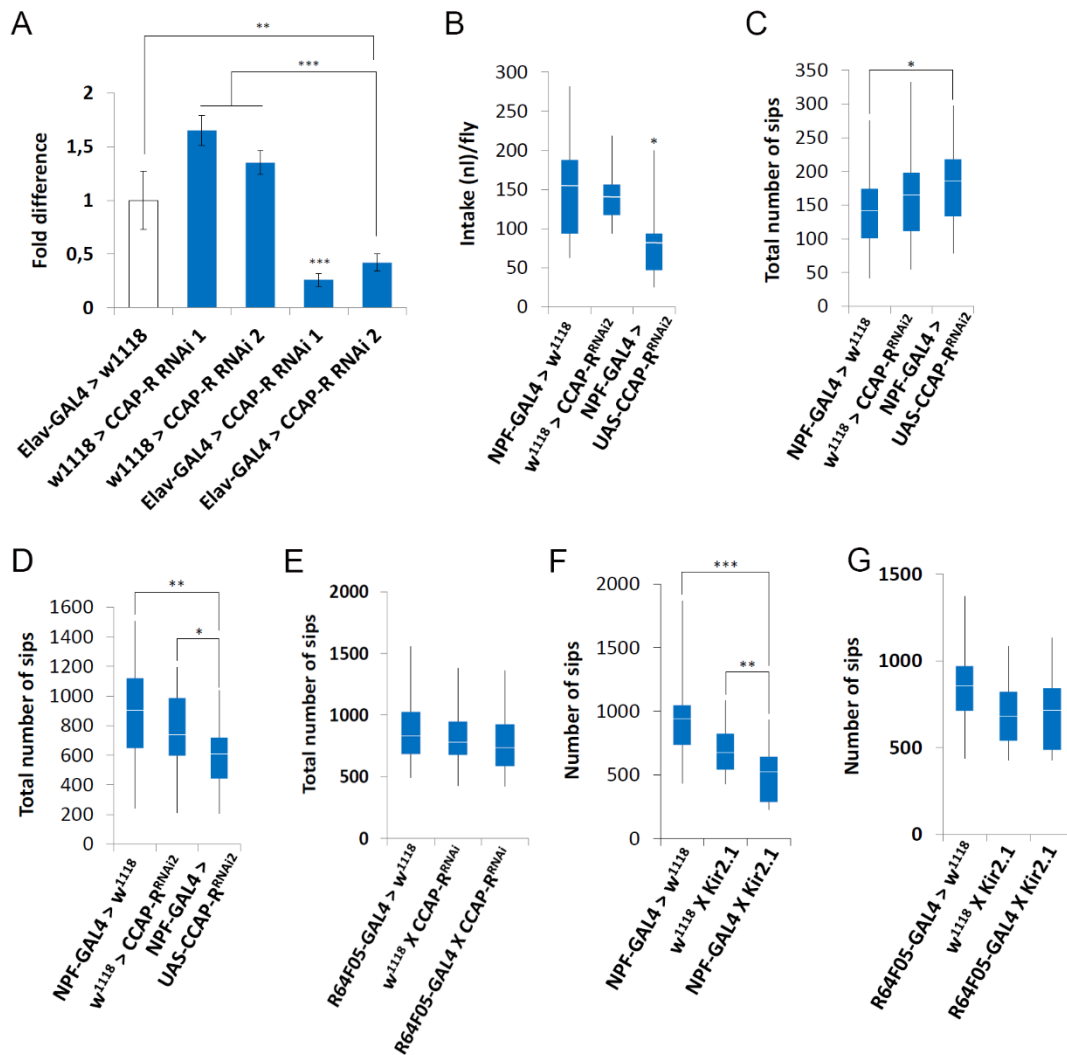 A
**
***
Fold difference
2
1,5
1
0,5
0
***
Elav-GAL4 > w1118
w1118 > CCAP-R RNAi 1
w1118 > CCAP-R RNAi 2
Elav-GAL4 > CCAP-R RNAi 1
Elav-GAL4 > CCAP-R RNAi 2
B
Intake (nl)/fly
300
250
200
150
100
50
0
*
NPF-GAL4 > w1118
w1118 > CCAP-RRNAi2
NPF-GAL4 >
UAS-CCAP-RRNAi2
C
Total number of sips
350
300
250
200
150
100
50
0
*
NPF-GAL4 > w1118
w1118 > CCAP-RRNAi2
NPF-GAL4 >
UAS-CCAP-RRNAi2
D
Total number of sips
1600
1400
1200
1000
800
600
400
200
0
**
*
NPF-GAL4 > w1118
w1118 > CCAP-RRNAi2
NPF-GAL4 >
UAS-CCAP-RRNAi2
E
Total number of sips
2000
1500
1000
500
0
R64F05-GAL4 > w1118
w1118 X CCAP-RRNAi
R64F05-GAL4 X CCAP-RRNAi
F
Number of sips
2000
1500
1000
500
0
***
**
NPF-GAL4 > w1118
w1118 X Kir2.1
NPF-GAL4 X Kir2.1
G
Number of sips
1500
1000
500
0
R64F05-GAL4 > w1118
w1118 X Kir2.1
R64F05-GAL4 X Kir2.1